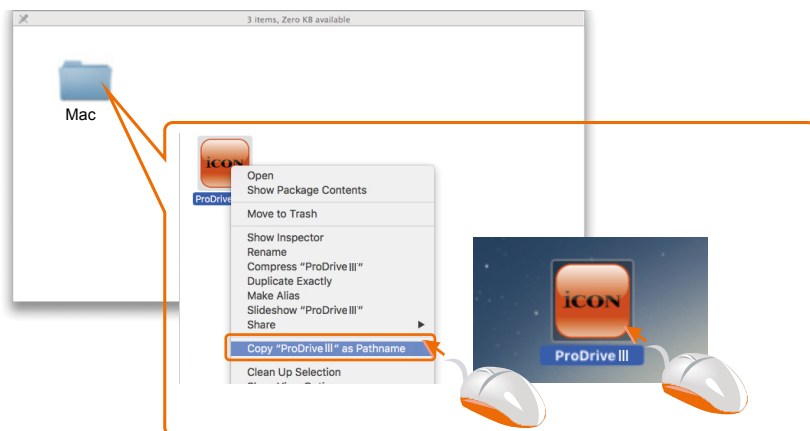 3 items, Zero KB available
Mac
iCON
ProDrive
Open
Show Package Contents
Move to Trash
Show Inspector
Rename
Compress “ProDrive III”
Duplicate Exactly
Make Alias
Slideshow “ProDrive III”
Share
Copy “ProDrive III” as Pathname
Clean Up Selection
iCON
ProDrive III